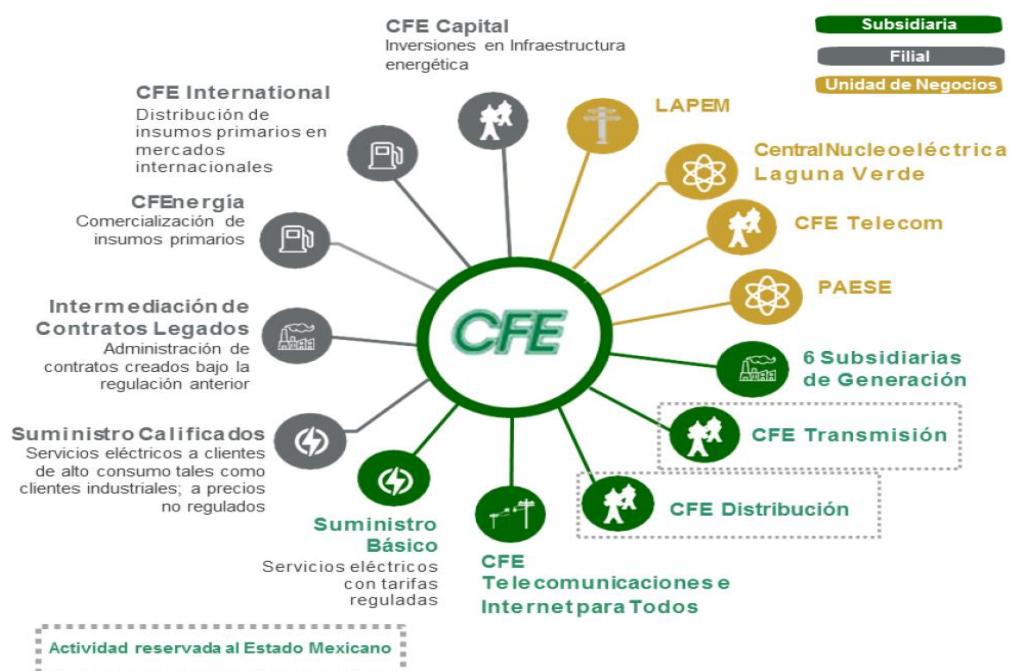 CFE Capital
Inversiones en Infraestructura
energética
Subsidiaria
Filial
Unidad de Negocios
CFE International
Distribución de
insumos primarios en
mercados
internacionales
LAPEM
Central Nucleoeléctrica
Laguna Verde
CFEnergía
Comercialización de
insumos primarios
CFE Telecom
PAESE
Intermediación de
Contratos Legados
Administración de
contratos creados bajo la
regulación anterior
CFE
6 Subsidiarias
de Generación
Suministro Calificados
Servicios eléctricos a clientes
de alto consumo tales como
clientes industriales; a precios
no regulados
CFE Transmisión
CFE Distribución
Suministro
Básico
Servicios eléctricos
con tarifas
reguladas
CFE
Telecomunicaciones e
Internet para Todos
Actividad reservada al Estado Mexicano